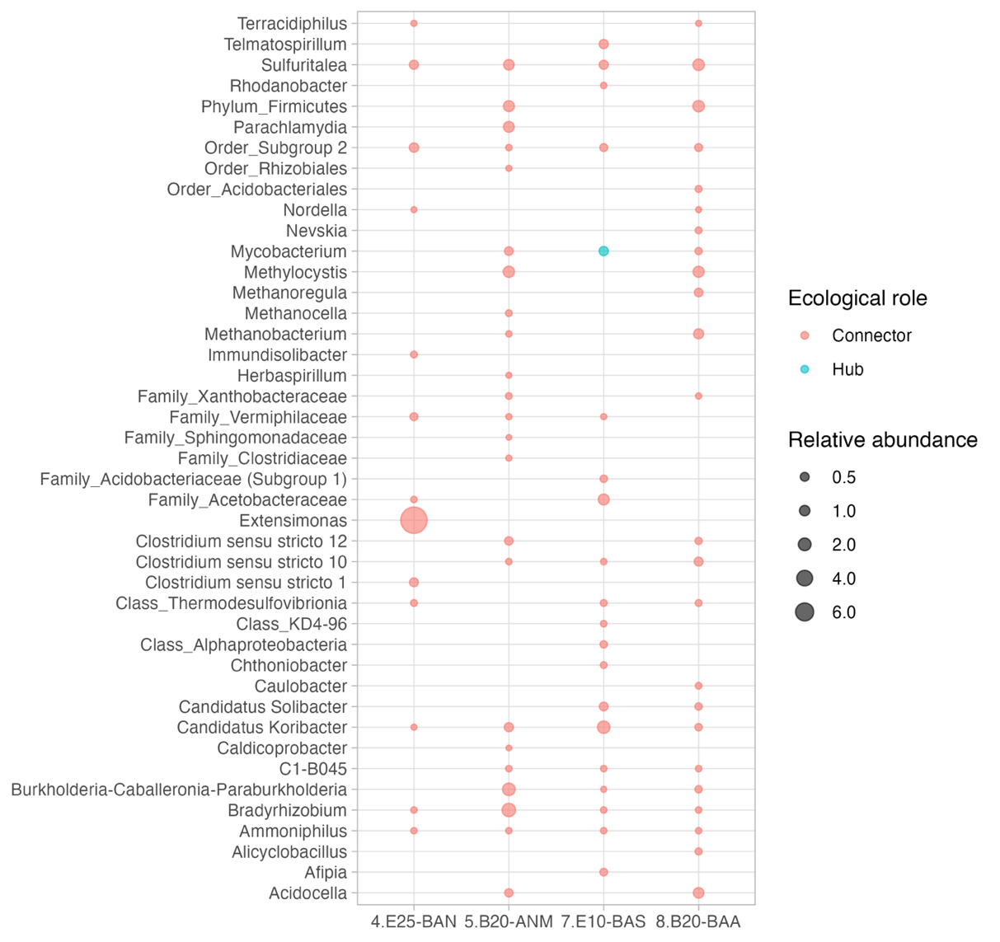 Terracidiphilus
Telmatospirillum
Sulfuritalea
Rhodanobacter
Phylum_Firmicutes
Parachlamydia
Order_Subgroup 2
Order_Rhizobiales
Order_Acidobacteriales
Nordella
Nevskia
Mycobacterium
Methylocystis
Methanoregula
Methanocella
Methanobacterium
Immundisolibacter
Herbaspirillum
Family_Xanthobacteraceae
Family_Vermiphilaceae
Family_Sphingomonadaceae
Family_Clostridiaceae
Family_Acidobacteriaceae (Subgroup 1)
Family_Acetobacteraceae
Extensimonas
Clostridium sensu stricto 12
Clostridium sensu stricto 10
Clostridium sensu stricto 1
Class_Thermodesulfovibrionia
Class_KD4-96
Class_Alphaproteobacteria
Chthoniobacter
Caulobacter
Candidatus Solibacter
Candidatus Koribacter
Caldicoprobacter
C1-B045
Burkholderia-Caballeronia-Paraburkholderia
Bradyrhizobium
Ammoniphilus
Alicyclobacillus
Afipia
Acidocella
4.E25-BAN 5.B20-ANM 7.E10-BAS 8.B20-BAA
Ecological role
Connector
Hub
Relative abundance
0.5
1.0
2.0
4.0
6.0